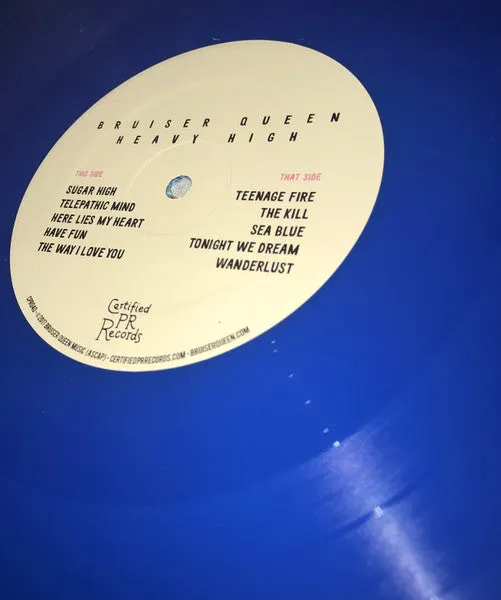 BRUISER QUEEN
HEAVY HIGH
THIS SIDE
SUGAR HIGH
TELEPATHIC MIND
HERE LIES MY HEART
HAVE FUN
THE WAY I LOVE YOU
THAT SIDE
TEENAGE FIRE
THE KILL
SEA BLUE
TONIGHT WE DREAM
WANDERLUST
Certified
PR
Records
©2017 BRUISER QUEEN MUSIC (ASCAP) • CERTIFIEDPRRECORDS.COM • BRUISERQUEEN.COM